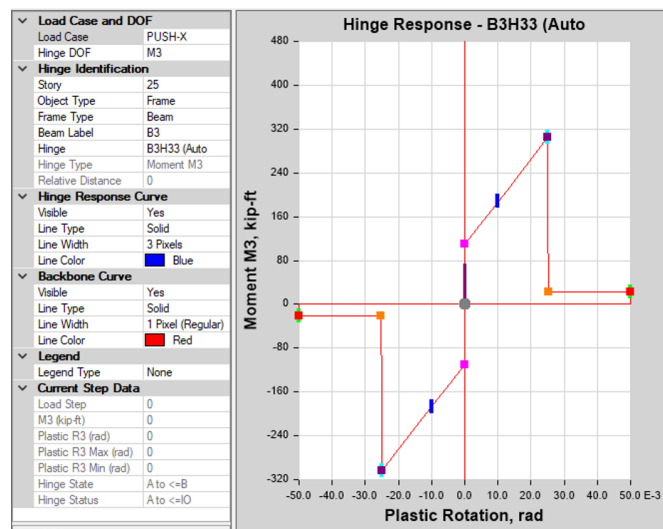 Load Case and DOF
Load Case PUSH-X
Hinge DOF M3
Hinge Identification
Story 25
Object Type Frame
Frame Type Beam
Beam Label B3
Hinge B3H33 (Auto
Hinge Type Moment M3
Relative Distance 0
Hinge Response Curve
Visible Yes
Line Type Solid
Line Width 3 Pixels
Line Color Blue
Backbone Curve
Visible Yes
Line Type Solid
Line Width 1 Pixel (Regular)
Line Color Red
Legend
Legend Type None
Current Step Data
Load Step 0
M3 (kip-ft) 0
Plastic R3 (rad) 0
Plastic R3 Max (rad) 0
Plastic R3 Min (rad) 0
Hinge State A to <=B
Hinge Status A to <=IO
Hinge Response - B3H33 (Auto
Moment M3, kip-ft
480
400
320
240
160
80
0
-80
-160
-240
-320
-50.0 -40.0 -30.0 -20.0 -10.0 0.0 10.0 20.0 30.0 40.0 50.0 E-3
Plastic Rotation, rad